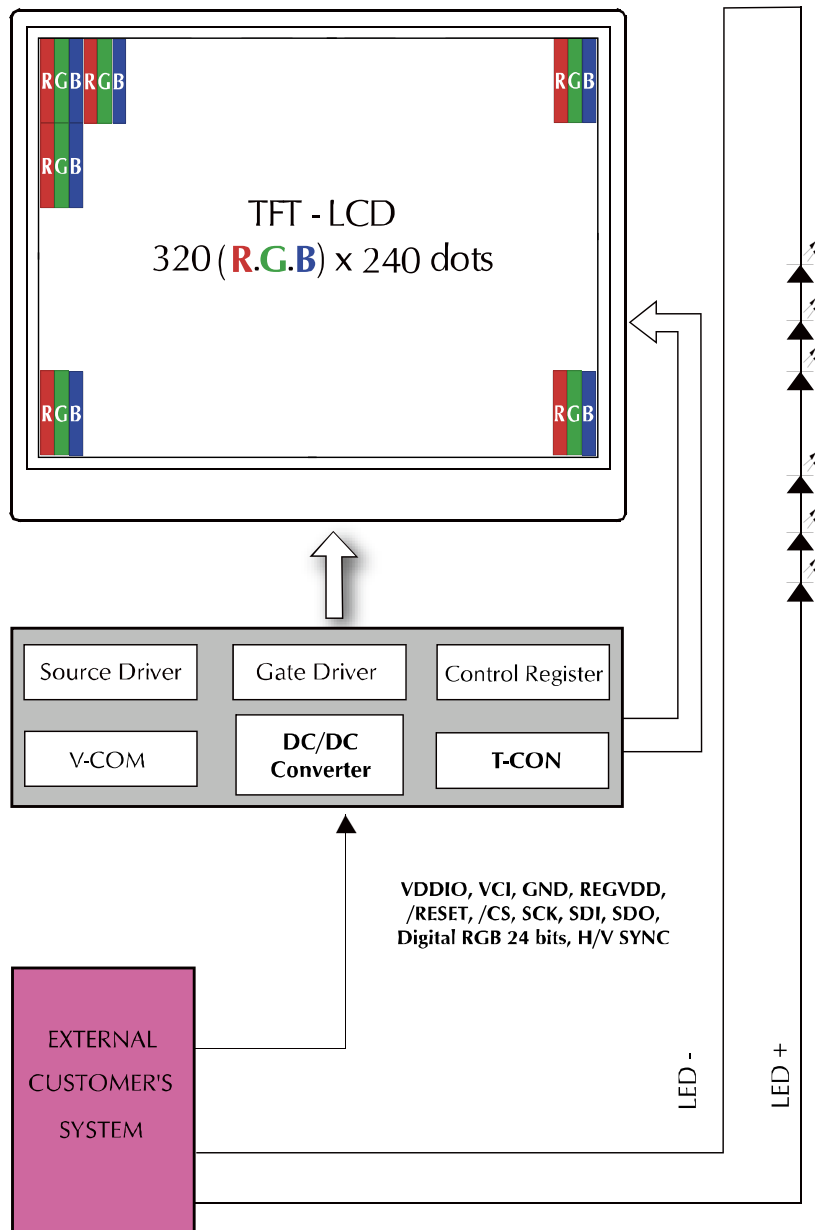 RGB RGB RGB
RGB
TFT - LCD
320 (R.G.B) x 240 dots
RGB RGB
Source Driver
Gate Driver
Control Register
V-COM
DC/DC
Converter
T-CON
VDDIO, VCI, GND, REGVDD,
/RESET, /CS, SCK, SDI, SDO,
Digital RGB 24 bits, H/V SYNC
EXTERNAL
CUSTOMER'S
SYSTEM
LED -
LED +